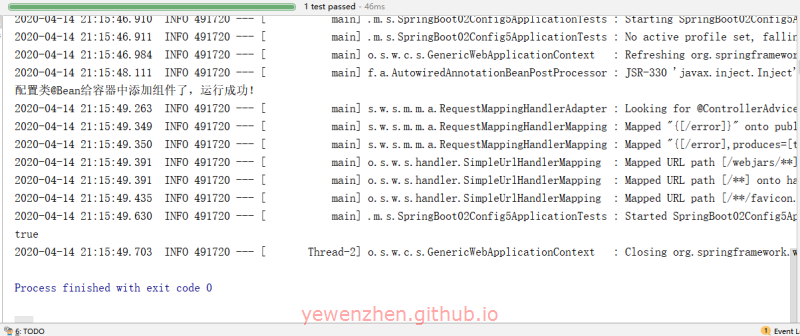 1 test passed - 46ms
2020-04-14 21:15:46.910  INFO 491720 --- [           main] .m.s.SpringBoot02Config5ApplicationTests : Starting SpringBoot02Config5A
2020-04-14 21:15:46.911  INFO 491720 --- [           main] .m.s.SpringBoot02Config5ApplicationTests : No active profile set, fallin
2020-04-14 21:15:46.984  INFO 491720 --- [           main] o.s.w.c.s.GenericWebApplicationContext   : Refreshing org.springframewor
2020-04-14 21:15:48.111  INFO 491720 --- [           main] f.a.AutowiredAnnotationBeanPostProcessor : JSR-330 'javax.inject.Inject'
配置类@Bean给容器中添加组件了，运行成功！
2020-04-14 21:15:49.263  INFO 491720 --- [           main] s.w.s.m.m.a.RequestMappingHandlerAdapter : Looking for @ControllerAdvice
2020-04-14 21:15:49.349  INFO 491720 --- [           main] s.w.s.m.m.a.RequestMappingHandlerMapping : Mapped "{[/error]}" onto publ
2020-04-14 21:15:49.350  INFO 491720 --- [           main] s.w.s.m.m.a.RequestMappingHandlerMapping : Mapped "{[/error],produces=[t
2020-04-14 21:15:49.391  INFO 491720 --- [           main] o.s.w.s.handler.SimpleUrlHandlerMapping  : Mapped URL path [/webjars/**]
2020-04-14 21:15:49.391  INFO 491720 --- [           main] o.s.w.s.handler.SimpleUrlHandlerMapping  : Mapped URL path [/**] onto ha
2020-04-14 21:15:49.435  INFO 491720 --- [           main] o.s.w.s.handler.SimpleUrlHandlerMapping  : Mapped URL path [/**/favicon.
2020-04-14 21:15:49.630  INFO 491720 --- [           main] .m.s.SpringBoot02Config5ApplicationTests : Started SpringBoot02Config5Ap
true
2020-04-14 21:15:49.703  INFO 491720 --- [       Thread-2] o.s.w.c.s.GenericWebApplicationContext   : Closing org.springframework.w
Process finished with exit code 0
yewenzhen.github.io
6: TODO
1 Event L